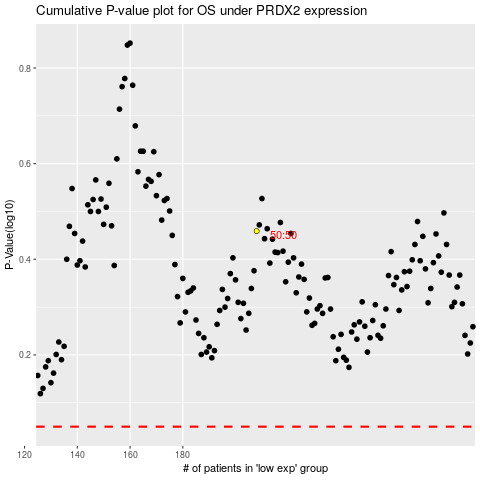 Cumulative P-value plot for OS under PRDX2 expression
P-Value(log10)
0.8
0.6
0.4
0.2
50:50
120 140 160 180
# of patients in 'low exp' group